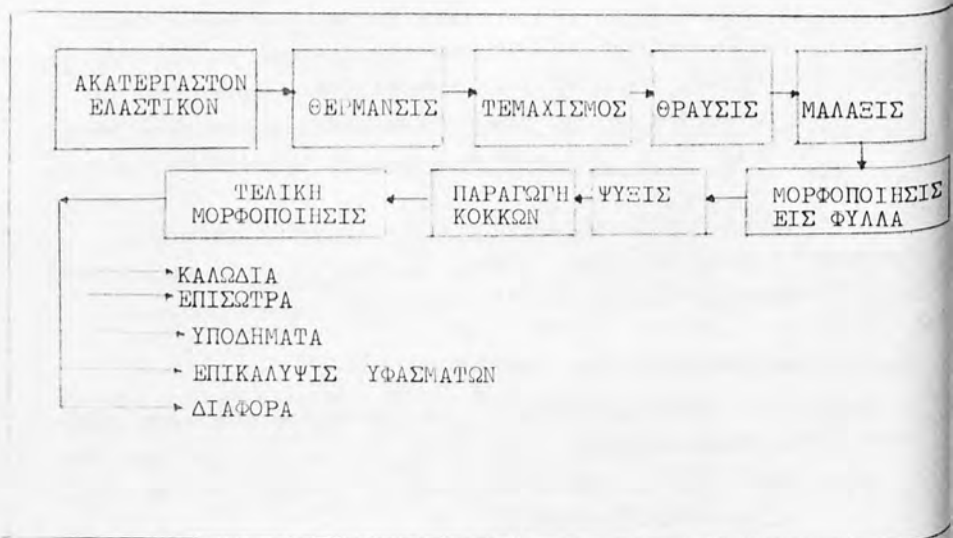 ΑΚΑΤΕΡΓΑΣΤΟΝ
ΕΛΑΣΤΙΚΟΝ
ΘΕΡΜΑΝΣΙΣ
ΤΕΜΑΧΙΣΜΟΣ
ΘΡΑΥΣΙΣ
ΜΑΛΑΞΙΣ
ΜΟΡΦΟΠΟΙΗΣΙΣ
ΕΙΣ ΦΥΛΛΑ
ΨΥΞΙΣ
ΠΑΡΑΓΩΓΗ
ΚΟΚΚΩΝ
ΤΕΛΙΚΗ
ΜΟΡΦΟΠΟΙΗΣΙΣ
ΚΑΛΩΔΙΑ
ΕΠΙΣΩΤΡΑ
ΥΠΟΔΗΜΑΤΑ
ΕΠΙΚΑΛΥΨΙΣ ΥΦΑΣΜΑΤΩΝ
ΔΙΑΦΟΡΑ